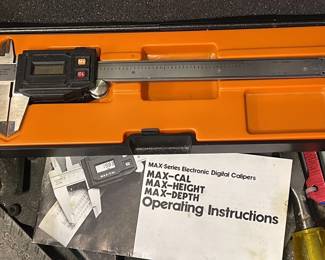 MAX-Series Electronic Digital Calipers
MAX-CAL
MAX-HEIGHT
MAX-DEPTH
Operating Instructions